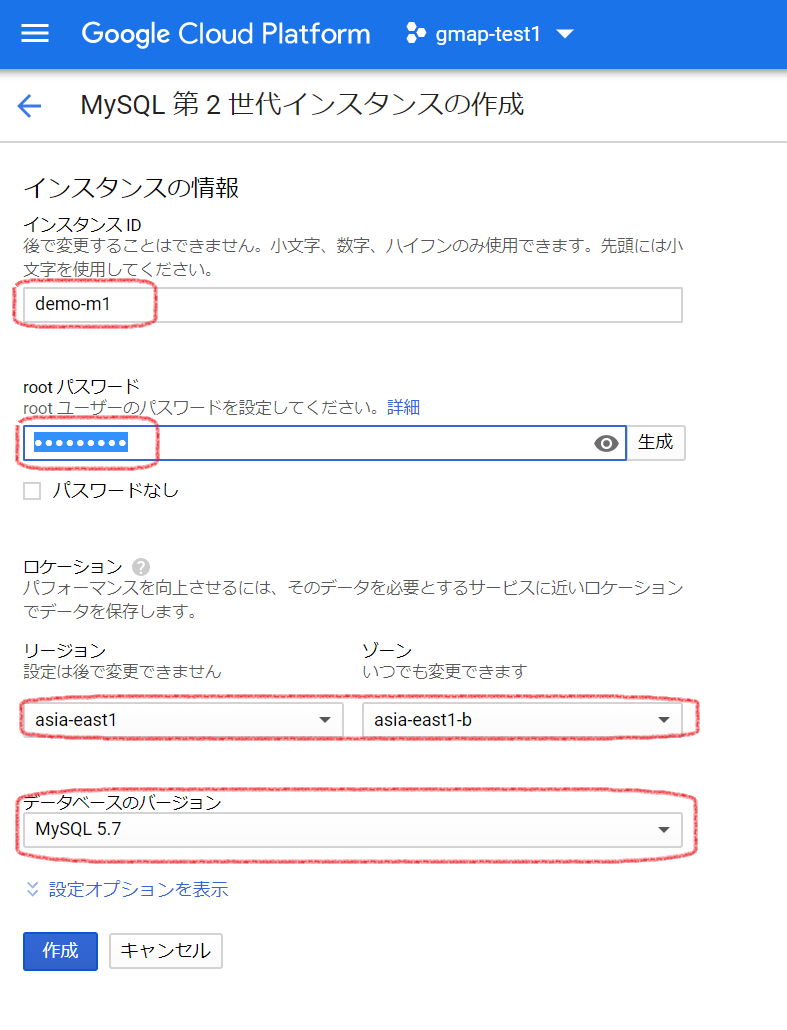 Google Cloud Platform gmap-test1
MySQL 第 2 世代インスタンスの作成
インスタンスの情報
インスタンス ID
後で変更することはできません。小文字、数字、ハイフンのみ使用できます。先頭には小
文字を使用してください。
demo-m1
root パスワード
root ユーザーのパスワードを設定してください。詳細
•••••••••
生成
パスワードなし
ロケーション ?
パフォーマンスを向上させるには、そのデータを必要とするサービスに近いロケーション
でデータを保存します。
リージョン ゾーン
設定は後で変更できません いつでも変更できます
asia-east1 asia-east1-b
データベースのバージョン
MySQL 5.7
設定オプションを表示
作成 キャンセル